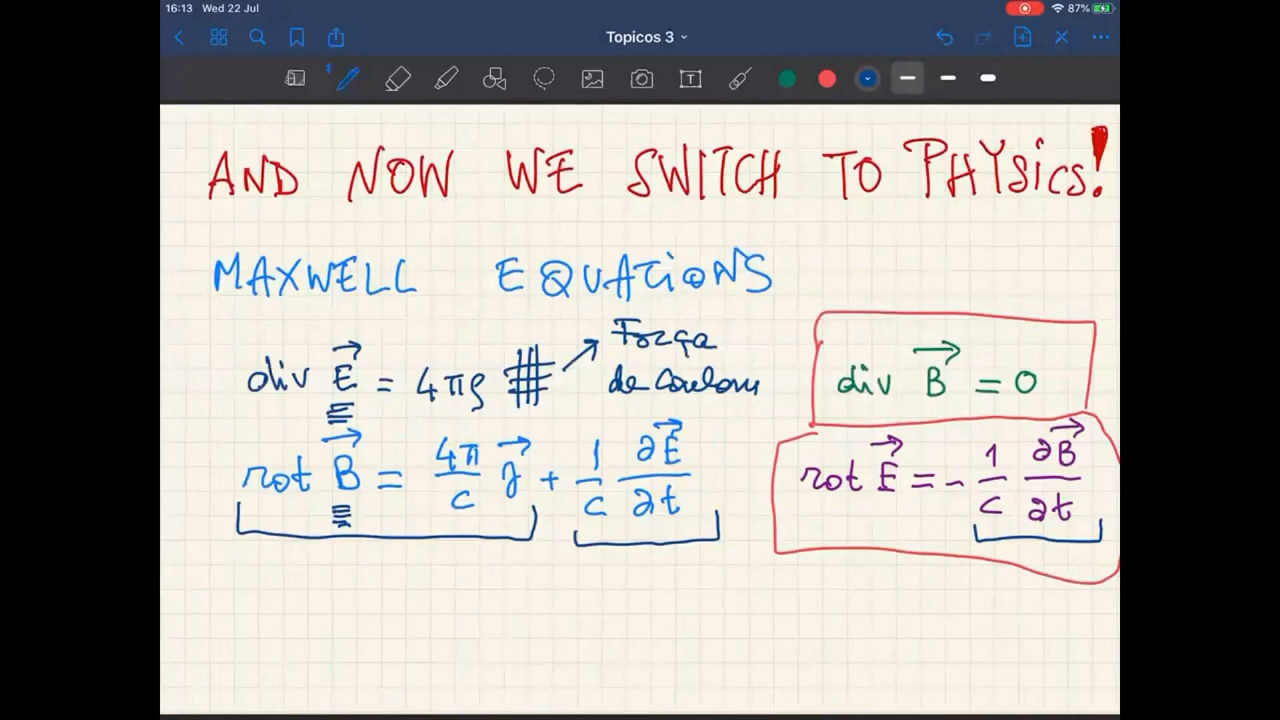 16:13 Wed 22 Jul
87%
Topicos 3
AND NOW WE SWITCH TO PHYSICS!
MAXWELL EQUATIONS
Força
de Coulom
div E⃗ = 4πρ
div B⃗ = 0
rot B⃗ = 4π/c j⃗ + 1/c ∂E⃗/∂t
rot E⃗ = - 1/c ∂B⃗/∂t